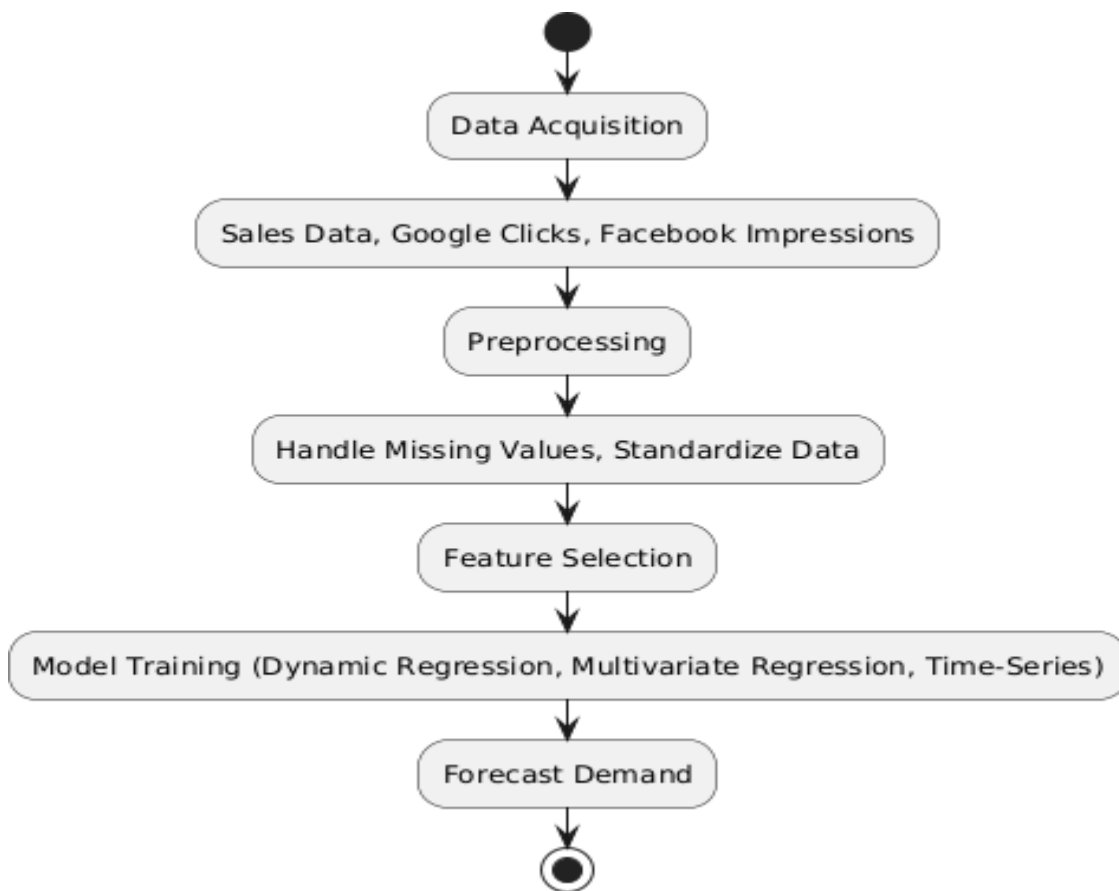 Data Acquisition
Sales Data, Google Clicks, Facebook Impressions
Preprocessing
Handle Missing Values, Standardize Data
Feature Selection
Model Training (Dynamic Regression, Multivariate Regression, Time-Series)
Forecast Demand